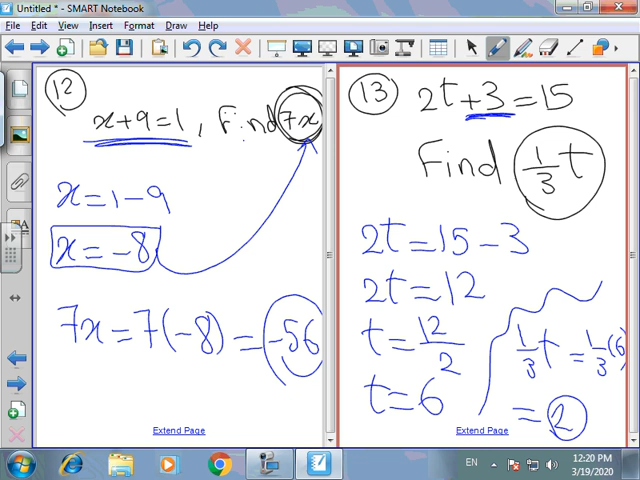 Untitled * - SMART Notebook
File Edit View Insert Format Draw Help
12
x+9=1, Find 7x
x=1-9
x=-8
7x=7(-8)=-56
Extend Page
13
2t+3=15
Find 1/3 t
2t=15-3
2t=12
t=12/2
t=6
1/3 t=1/3(6)
=2
Extend Page
EN
12:20 PM
3/19/2020